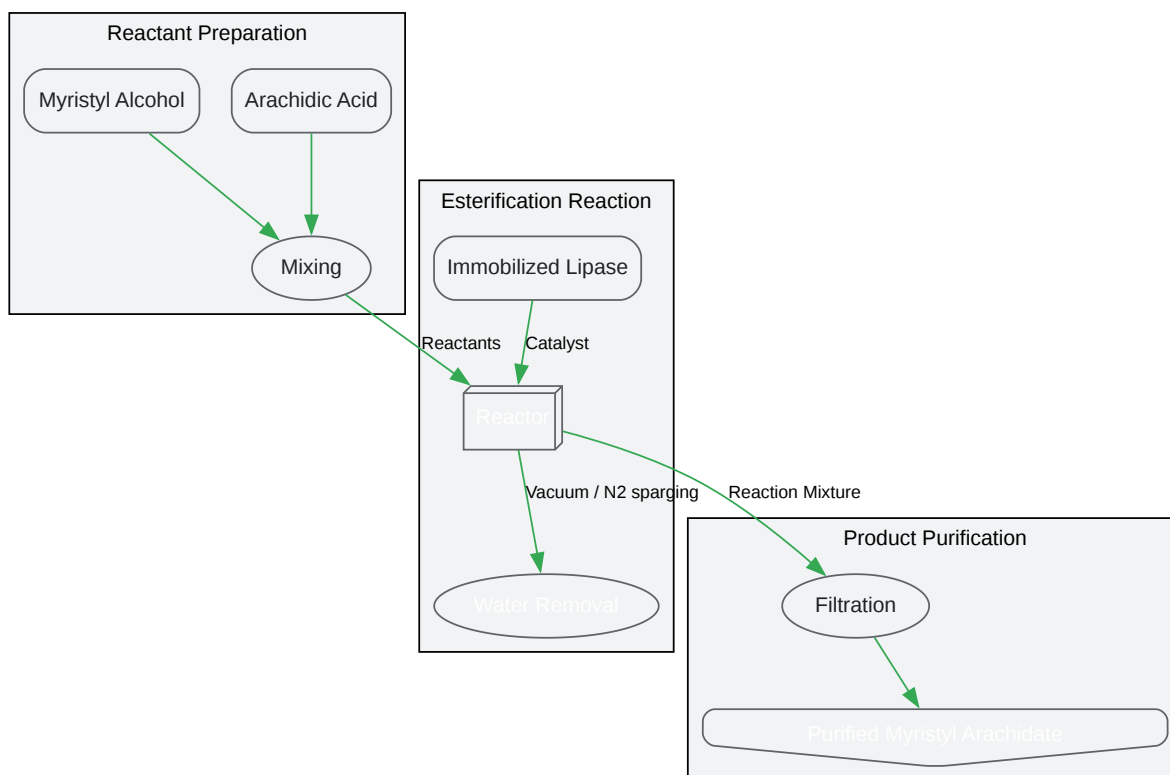 Reactant Preparation
Myristyl Alcohol
Arachidic Acid
Mixing
Esterification Reaction
Immobilized Lipase
Reactants
Catalyst
Reactor
Vacuum / N2 sparging
Reaction Mixture
Water Removal
Product Purification
Filtration
Purified Myristyl Arachidate